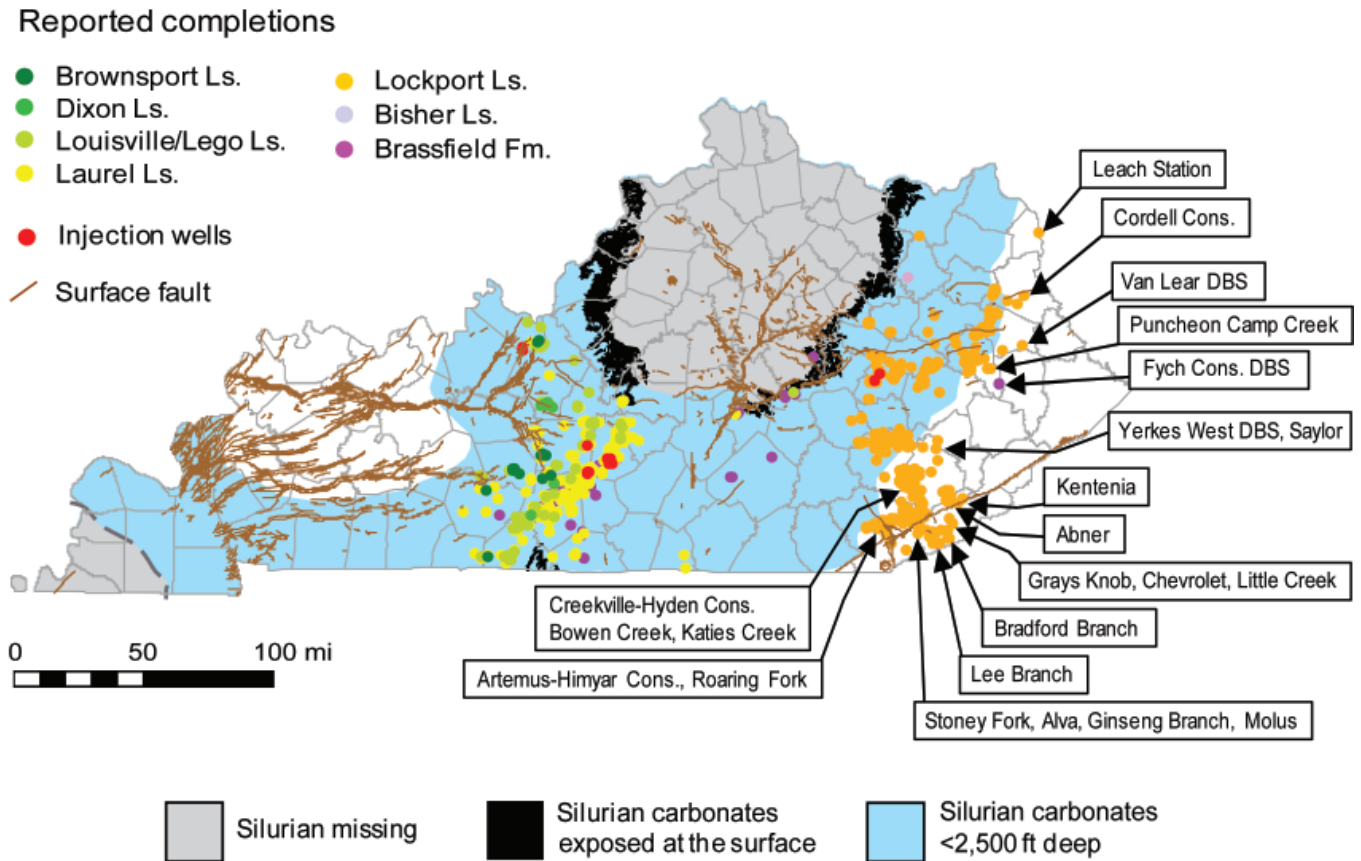 Reported completions
Brownsport Ls.
Dixon Ls.
Louisville/Lego Ls.
Laurel Ls.
Lockport Ls.
Bisher Ls.
Brassfield Fm.
Injection wells
Surface fault
Leach Station
Cordell Cons.
Van Lear DBS
Puncheon Camp Creek
Fych Cons. DBS
Yerkes West DBS, Saylor
Kentenia
Abner
Grays Knob, Chevrolet, Little Creek
Bradford Branch
Lee Branch
Stoney Fork, Alva, Ginseng Branch, Molus
Creekville-Hyden Cons.
Bowen Creek, Katies Creek
Artemus-Himyar Cons., Roaring Fork
0 50 100 mi
Silurian missing
Silurian carbonates
exposed at the surface
Silurian carbonates
<2,500 ft deep